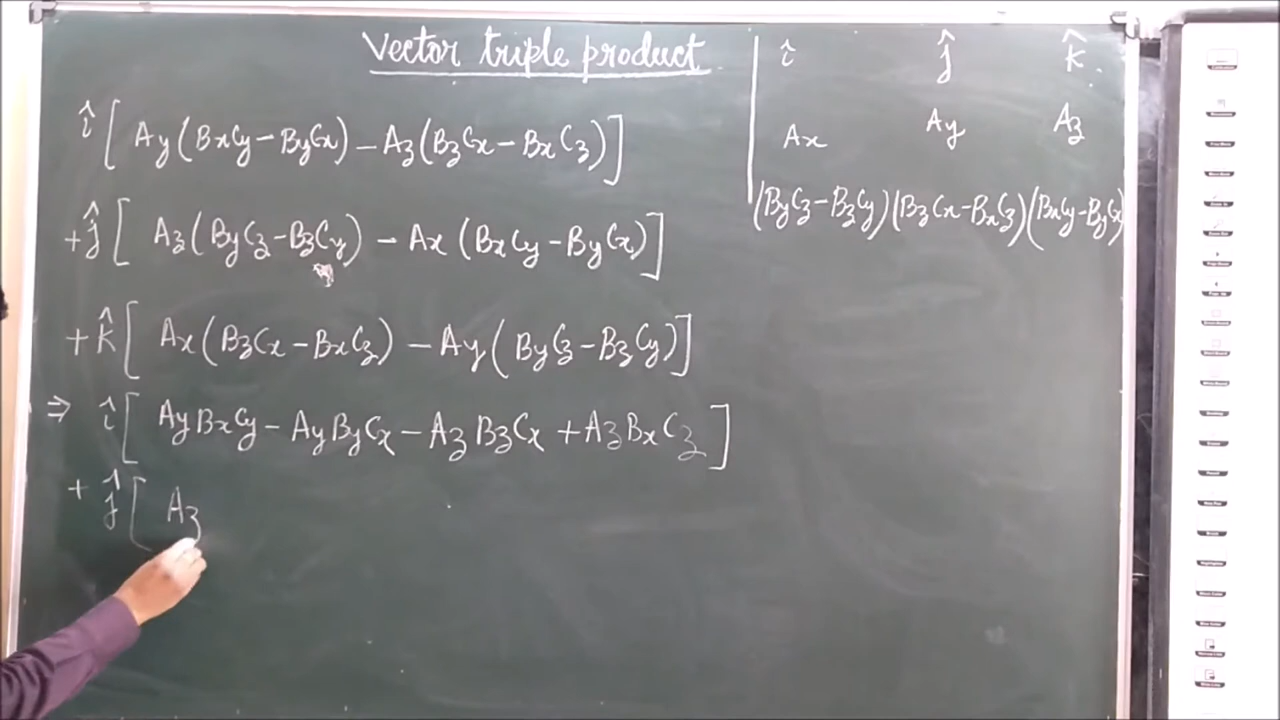 Vector triple product
î [ Ay (BxCy - ByCx) - Az (BzCx - BxCz) ]
+ ĵ [ Az (ByCz - BzCy) - Ax (BxCy - ByCx) ]
+ k̂ [ Ax (BzCx - BxCz) - Ay (ByCz - BzCy) ]
⇒ î [ AyBxCy - AyByCx - AzBzCx + AzBxCz ]
+ ĵ [ Az
î ĵ k̂
Ax Ay Az
(ByCz - BzCy) (BzCx - BxCz) (BxCy - ByCx)